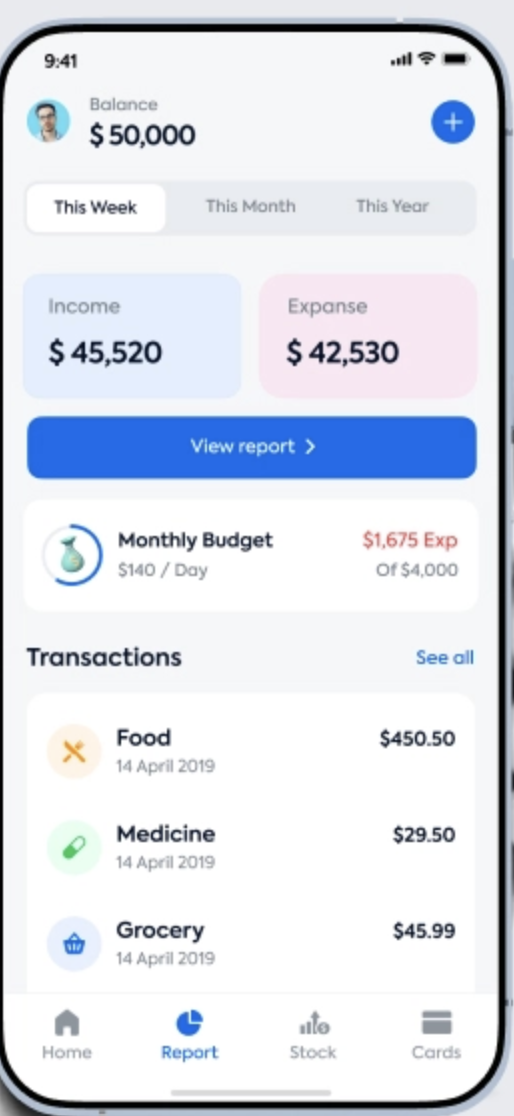 9:41
Balance
$ 50,000
This Week This Month This Year
Income Expanse
$ 45,520 $ 42,530
View report >
Monthly Budget $1,675 Exp
$140 / Day Of $4,000
Transactions See all
Food $450.50
14 April 2019
Medicine $29.50
14 April 2019
Grocery $45.99
14 April 2019
Home Report Stock Cards